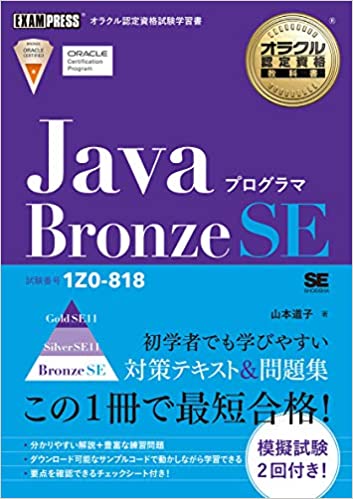 EXAMPRESS
オラクル認定資格試験学習書
BRONZE
ORACLE CERTIFIED
ORACLE
Certification
Program
オラクル
認定資格
教科書
Java プログラマ
Bronze SE
試験番号 1Z0-818
SE
SHOEISHA
山本道子 著
Gold SE11
Silver SE11
Bronze SE
初学者でも学びやすい
対策テキスト&問題集
この1冊で最短合格!
・分かりやすい解説+豊富な練習問題
・ダウンロード可能なサンプルコードで動かしながら学習できる
・要点を確認できるチェックシート付き!
模擬試験
2回付き!